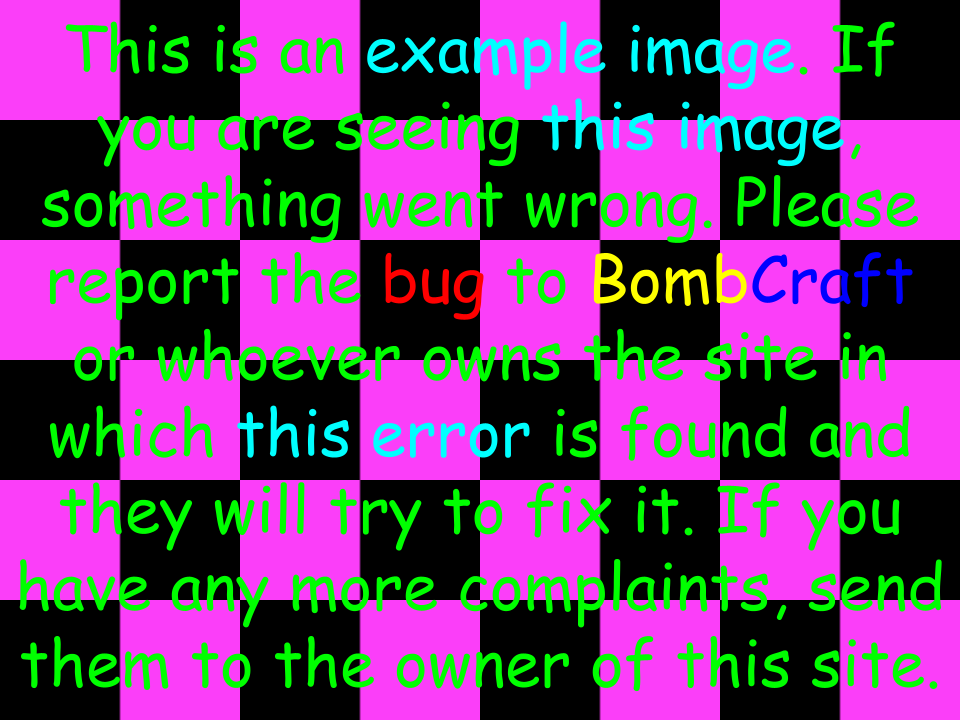 This is an example image. If
you are seeing this image,
something went wrong. Please
report the bug to BombCraft
or whoever owns the site in
which this error is found and
they will try to fix it. If you
have any more complaints, send
them to the owner of this site.